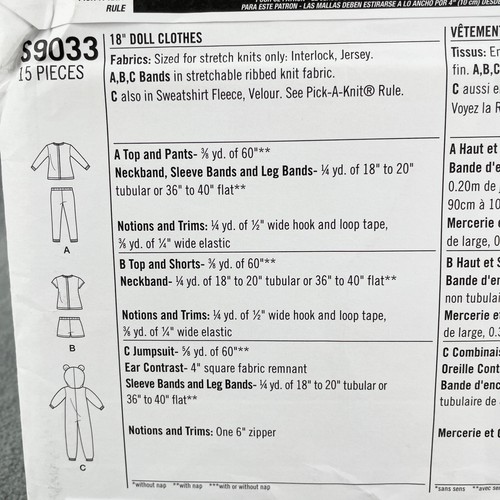 RULE
PARA ESTE PATRON - LAS MALLAS DEBEN ESTIRARSE A LO ANCHO POR 4" (10 cm)
S9033
15 PIECES
18" DOLL CLOTHES
Fabrics: Sized for stretch knits only: Interlock, Jersey.
A,B,C Bands in stretchable ribbed knit fabric.
C also in Sweatshirt Fleece, Velour. See Pick-A-Knit® Rule.
A Top and Pants- ⅜ yd. of 60"**
Neckband, Sleeve Bands and Leg Bands- ¼ yd. of 18" to 20"
tubular or 36" to 40" flat**
Notions and Trims: ¼ yd. of ½" wide hook and loop tape,
⅜ yd. of ¼" wide elastic
B Top and Shorts- ⅜ yd. of 60"**
Neckband- ¼ yd. of 18" to 20" tubular or 36" to 40" flat**
Notions and Trims: ¼ yd. of ½" wide hook and loop tape,
⅜ yd. of ¼" wide elastic
C Jumpsuit- ⅝ yd. of 60"**
Ear Contrast- 4" square fabric remnant
Sleeve Bands and Leg Bands- ¼ yd. of 18" to 20" tubular or
36" to 40" flat**
Notions and Trims: One 6" zipper
*without nap **with nap ***with or without nap
A
B
C
VÊTEMEN
Tissus:
fin. A,B,C
C aussi e
Voyez la R
A Haut et
Bande d'e
0.20m de
90cm à 10
Mercerie e
de large, 0
B Haut et S
Bande d'en
non tubulai
Mercerie et
de large, 0.3
C Combinais
Oreille Cont
Bande d'enc
tubulaire de
Mercerie et
*sans sens **avec sen